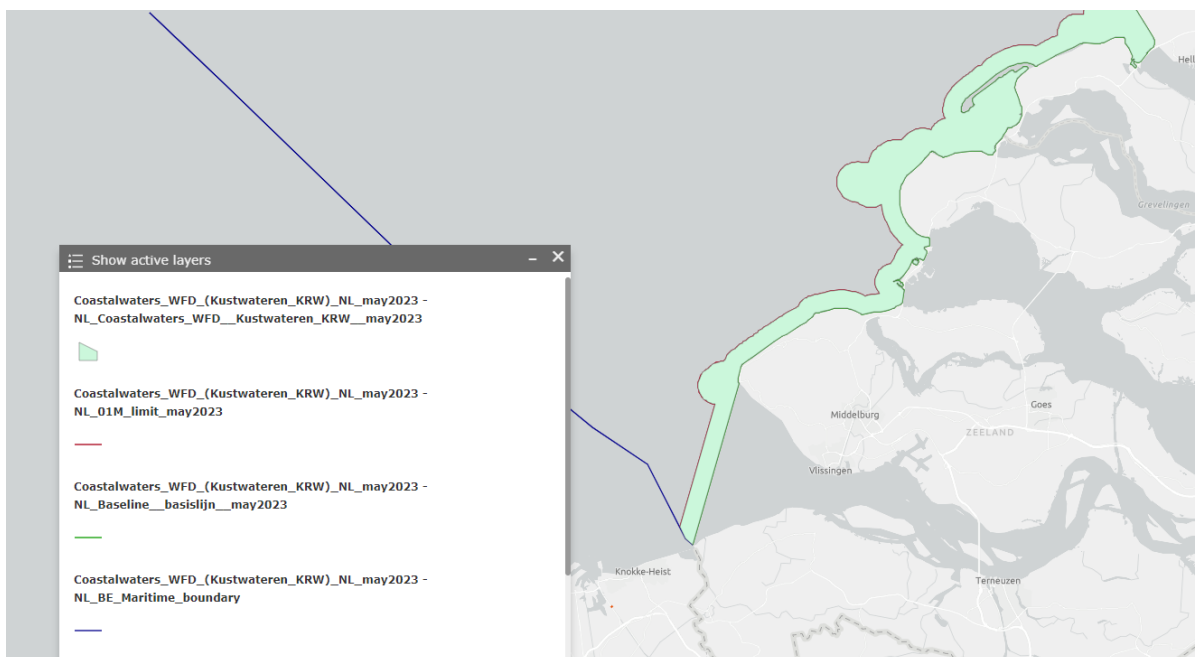 Hell
Grevelingen
Show active layers
Coastalwaters_WFD_(Kustwateren_KRW)_NL_may2023 -
NL_Coastalwaters_WFD__Kustwateren_KRW__may2023
Coastalwaters_WFD_(Kustwateren_KRW)_NL_may2023 -
NL_01M_limit_may2023
Coastalwaters_WFD_(Kustwateren_KRW)_NL_may2023 -
NL_Baseline__basislijn__may2023
Coastalwaters_WFD_(Kustwateren_KRW)_NL_may2023 -
NL_BE_Maritime_boundary
Middelburg
Goes
ZEELAND
Vlissingen
Knokke-Heist
Terneuzen